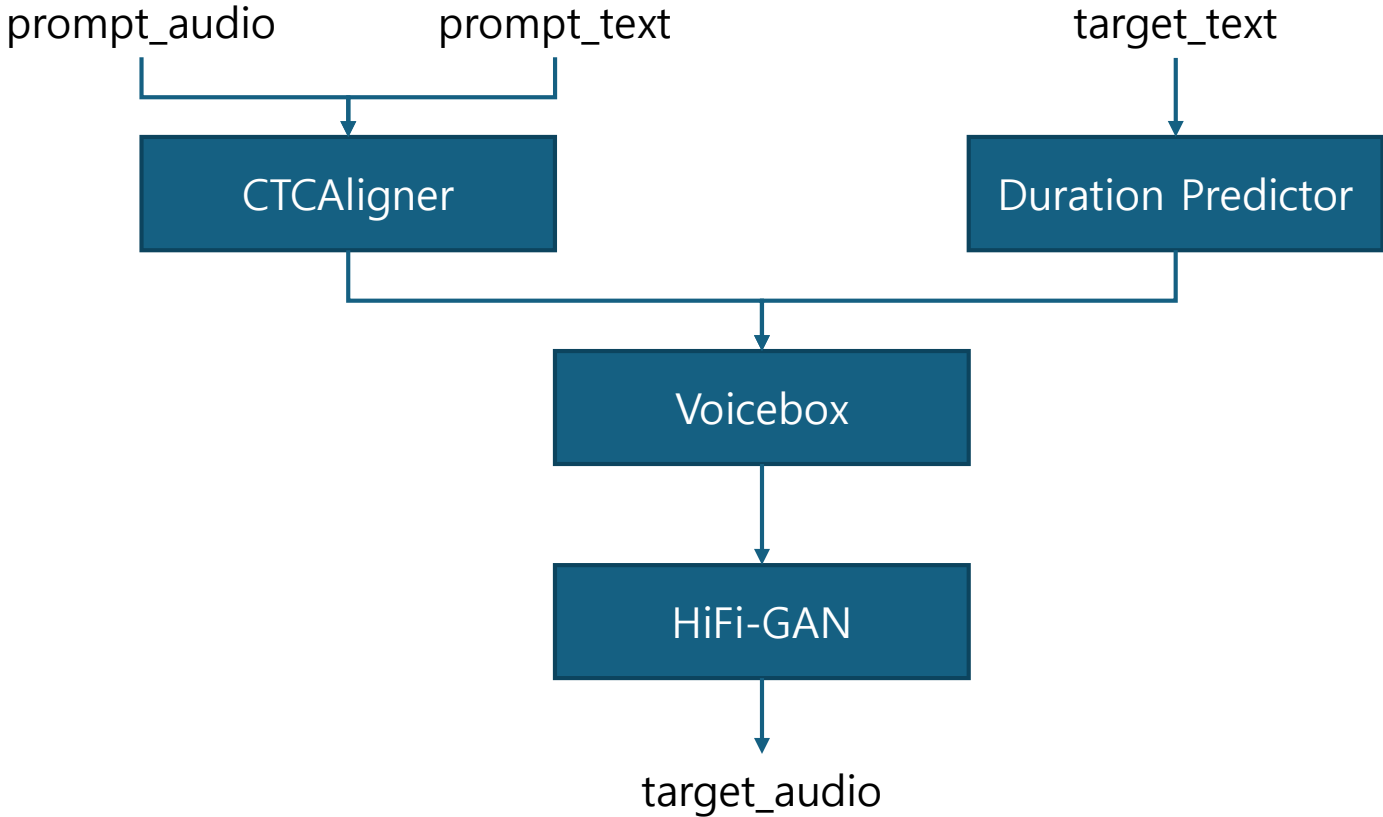 prompt_audio
prompt_text
target_text
CTCAligner
Duration Predictor
Voicebox
HiFi-GAN
target_audio